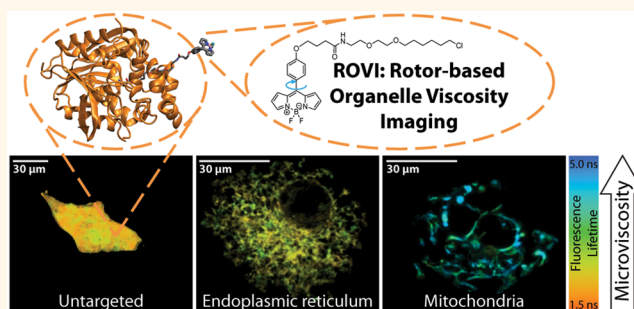 O
O
N
H
O
O
Cl
ROVI: Rotor-based
Organelle Viscosity
Imaging
N
N
B
F F
30 µm
30 µm
30 µm
5.0 ns
Fluorescence
Lifetime
1.5 ns
Microviscosity
Untargeted
Endoplasmic reticulum
Mitochondria